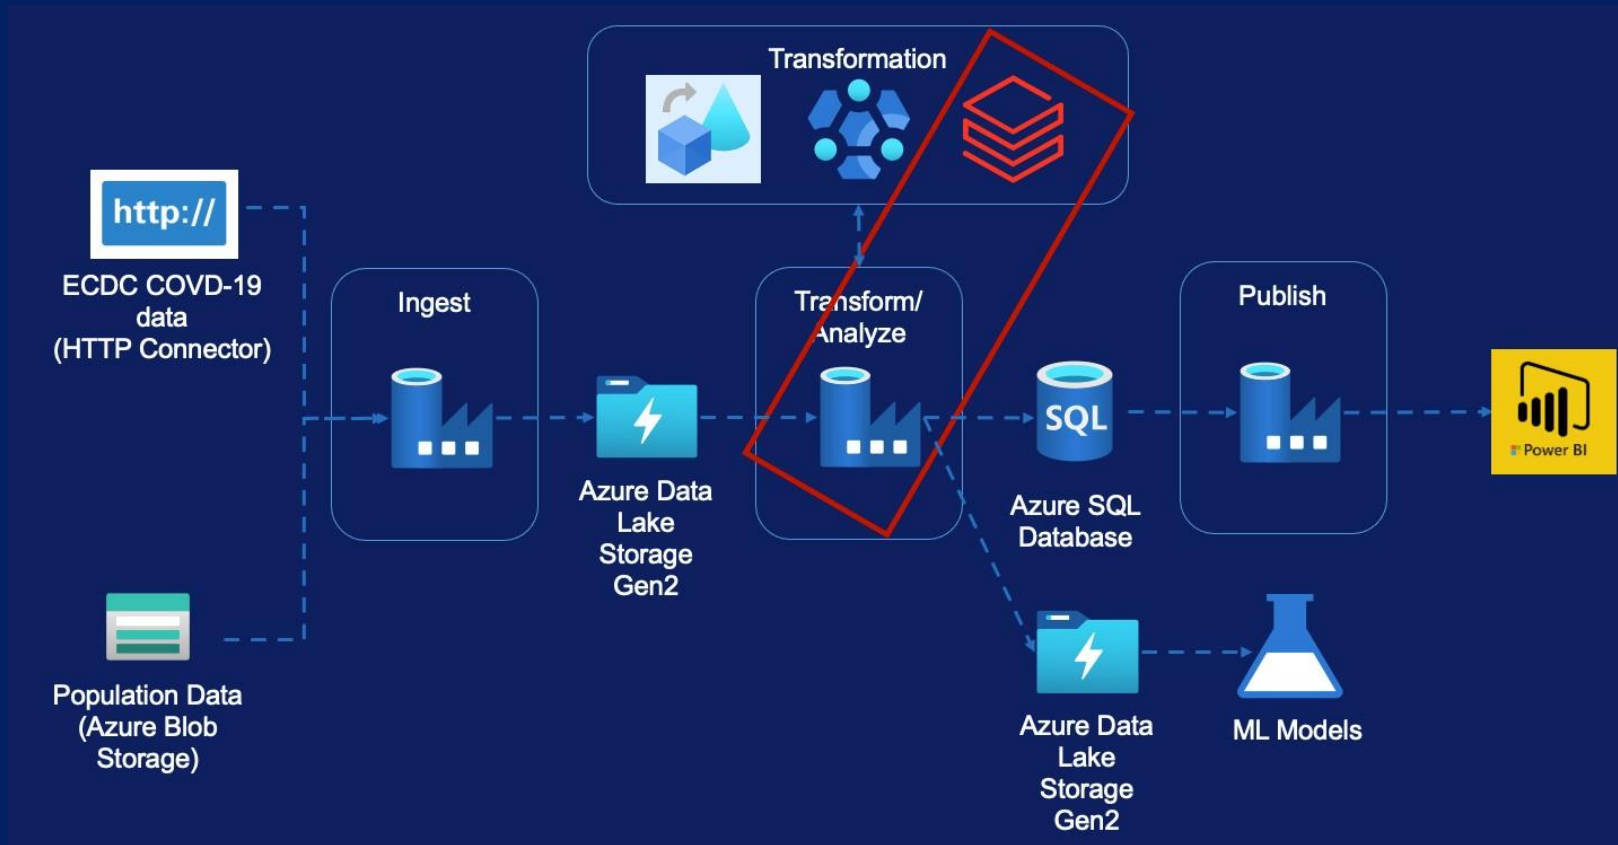 Transformation
http://
ECDC COVD-19
data
(HTTP Connector)
Ingest
Transform/
Analyze
Publish
SQL
Power BI
Azure Data
Lake
Storage
Gen2
Azure SQL
Database
Population Data
(Azure Blob
Storage)
Azure Data
Lake
Storage
Gen2
ML Models